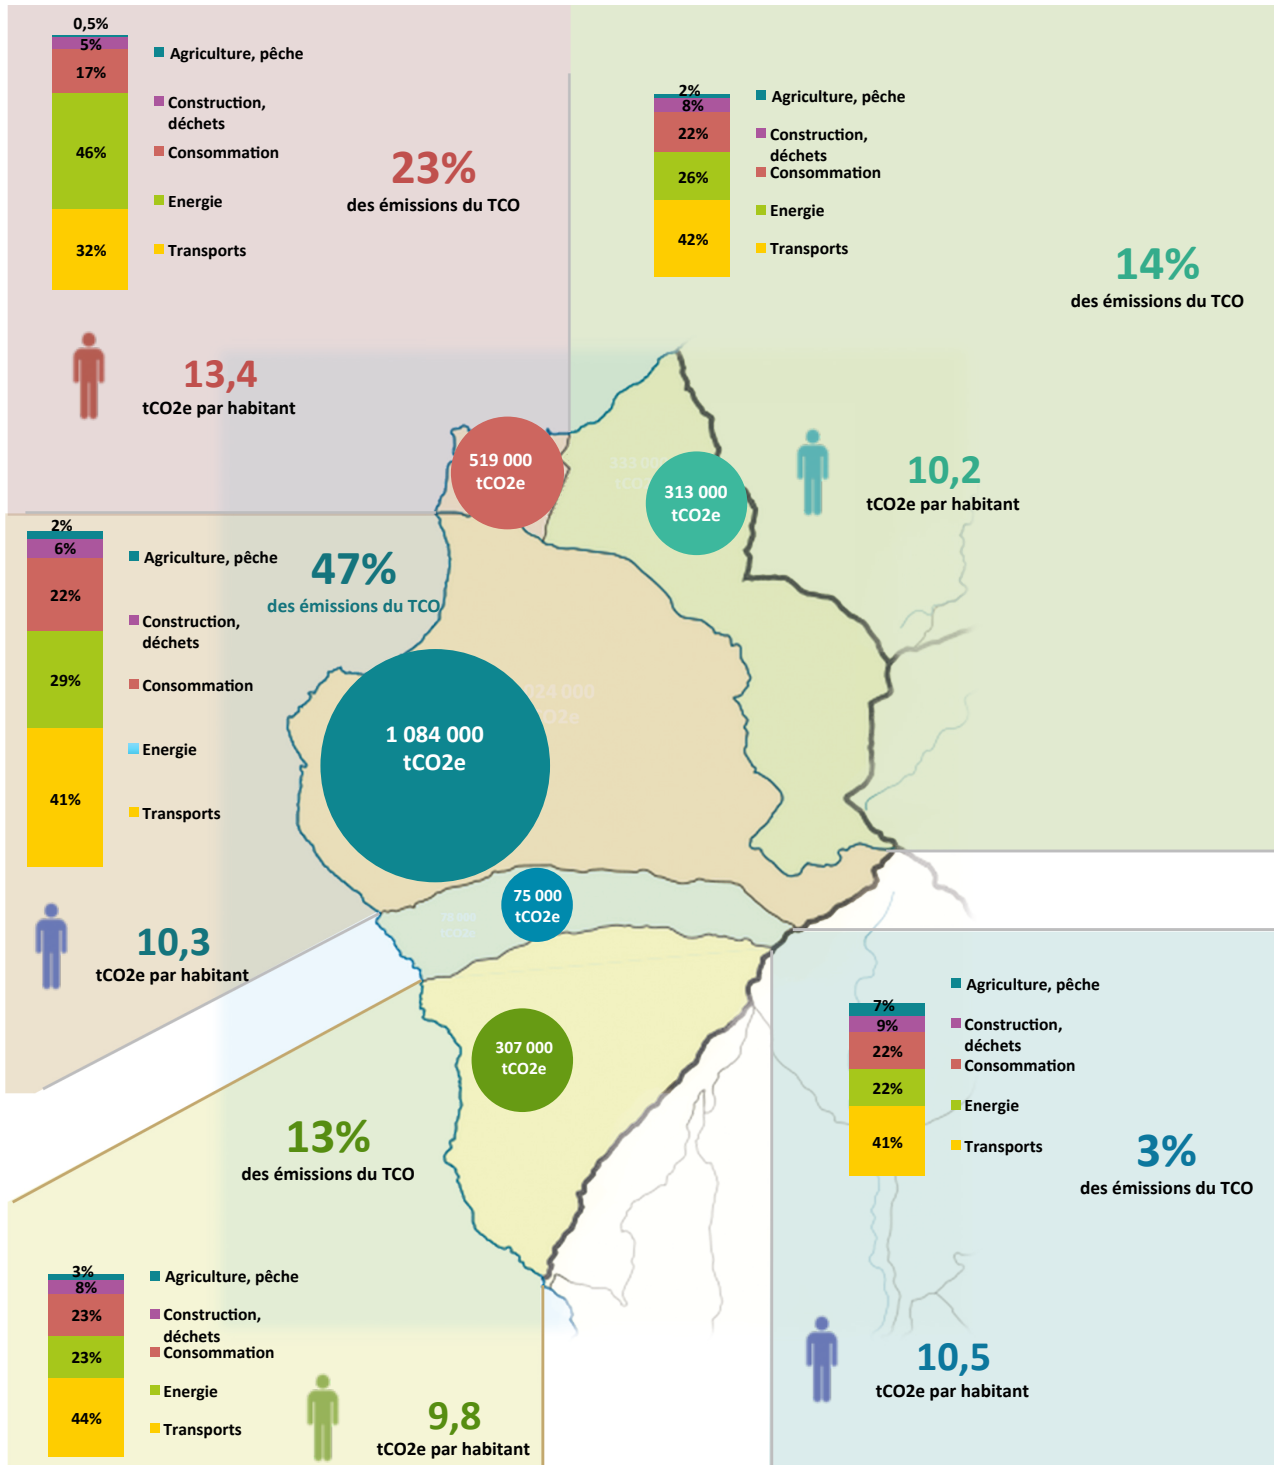 0,5%
5%
17%
46%
32%
Agriculture, pêche
Construction,
déchets
Consommation
Energie
Transports
23%
des émissions du TCO
13,4
tCO2e par habitant
2%
8%
22%
26%
42%
Agriculture, pêche
Construction,
déchets
Consommation
Energie
Transports
14%
des émissions du TCO
10,2
tCO2e par habitant
519 000
tCO2e
313 000
tCO2e
2%
6%
22%
29%
41%
Agriculture, pêche
Construction,
déchets
Consommation
Energie
Transports
47%
des émissions du TCO
10,3
tCO2e par habitant
1 084 000
tCO2e
75 000
tCO2e
307 000
tCO2e
7%
9%
22%
22%
41%
Agriculture, pêche
Construction,
déchets
Consommation
Energie
Transports
3%
des émissions du TCO
10,5
tCO2e par habitant
13%
des émissions du TCO
3%
8%
23%
23%
44%
Agriculture, pêche
Construction,
déchets
Consommation
Energie
Transports
9,8
tCO2e par habitant